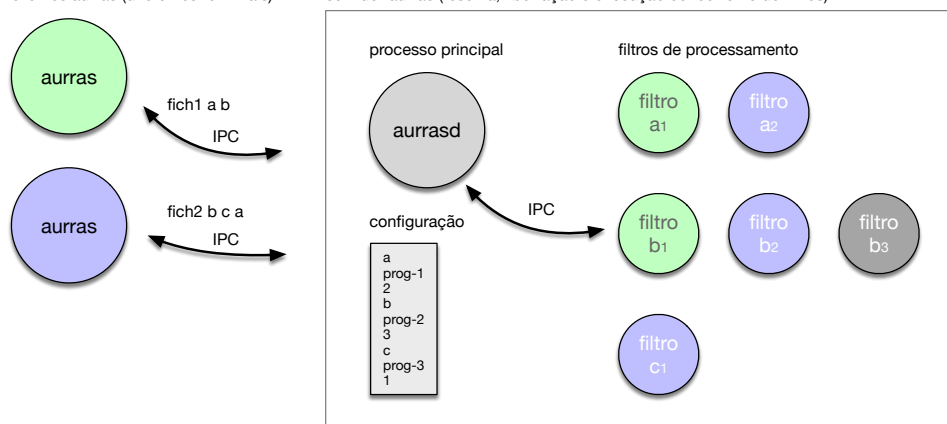 processo principal
filtros de processamento
aurras
fich1 a b
IPC
aurrasd
filtro
a1
filtro
a2
aurras
fich2 b c a
IPC
IPC
configuração
a
prog-1
2
b
prog-2
3
c
prog-3
1
filtro
b1
filtro
b2
filtro
b3
filtro
c1